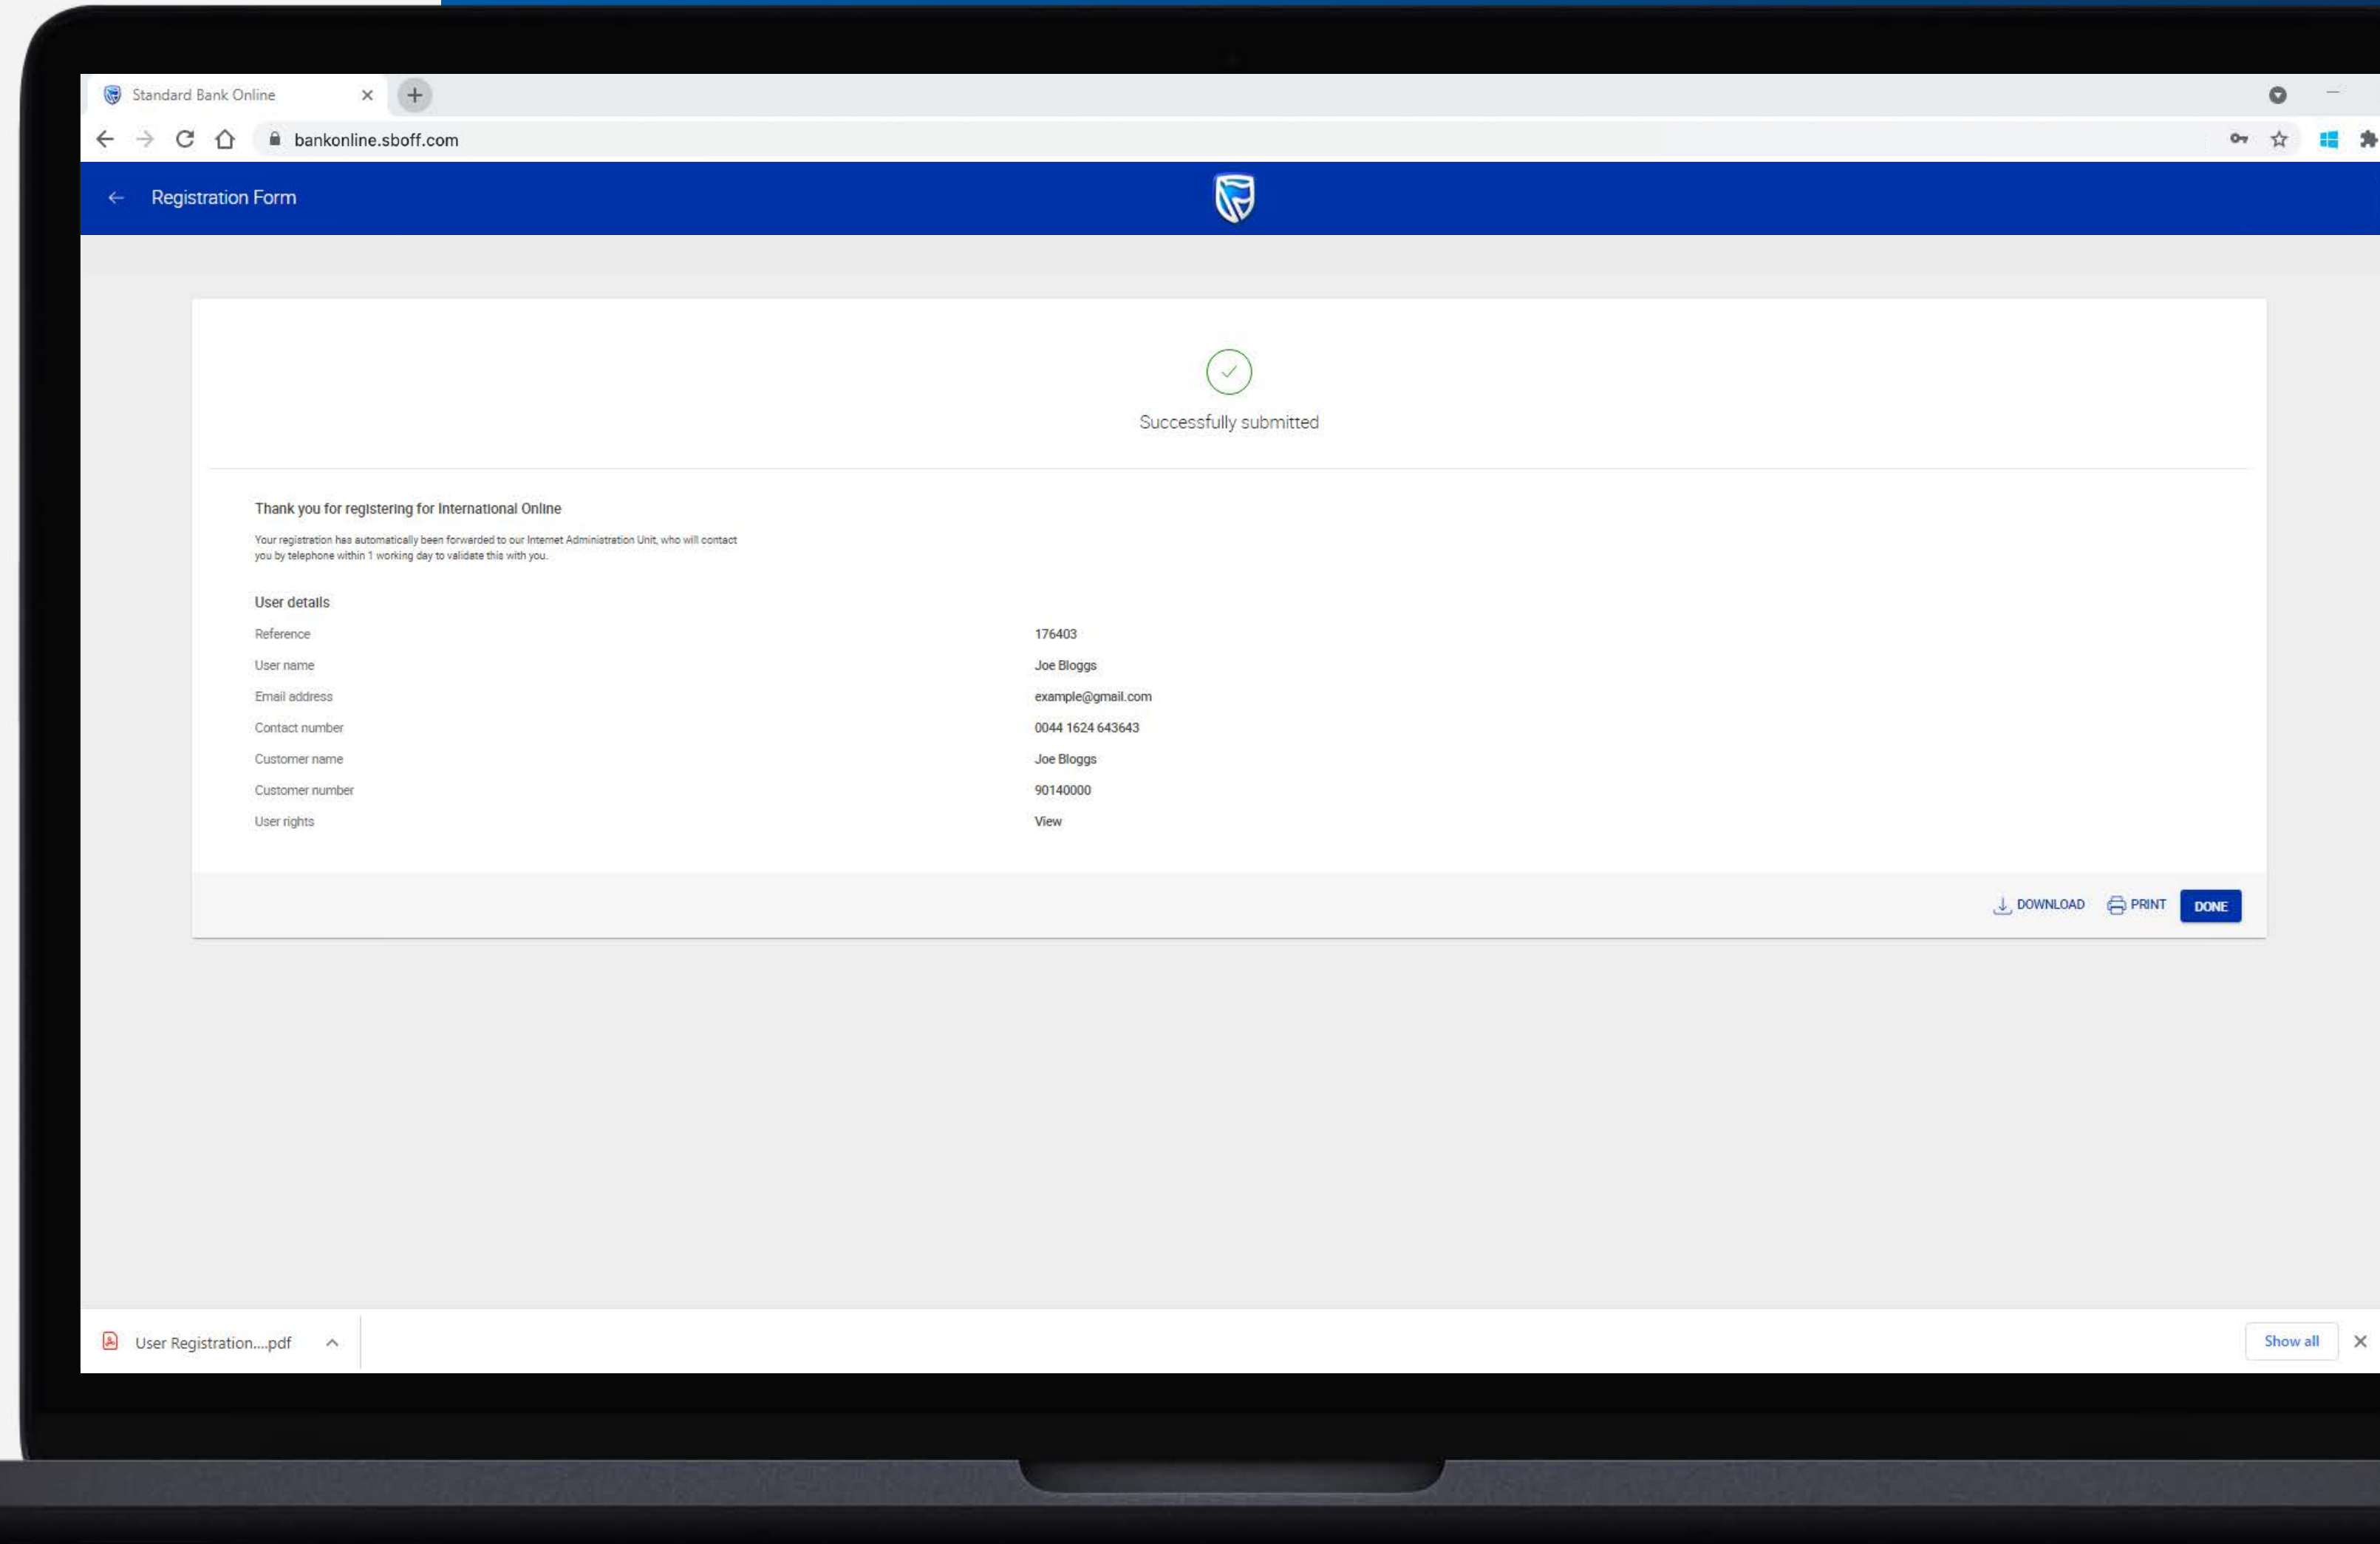 Standard Bank Online
bankonline.sboff.com
Registration Form
Successfully submitted
Thank you for registering for International Online
Your registration has automatically been forwarded to our Internet Administration Unit, who will contact
you by telephone within 1 working day to validate this with you.
User details
Reference 176403
User name Joe Bloggs
Email address example@gmail.com
Contact number 0044 1624 643643
Customer name Joe Bloggs
Customer number 90140000
User rights View
DOWNLOAD PRINT DONE
User Registration....pdf Show all